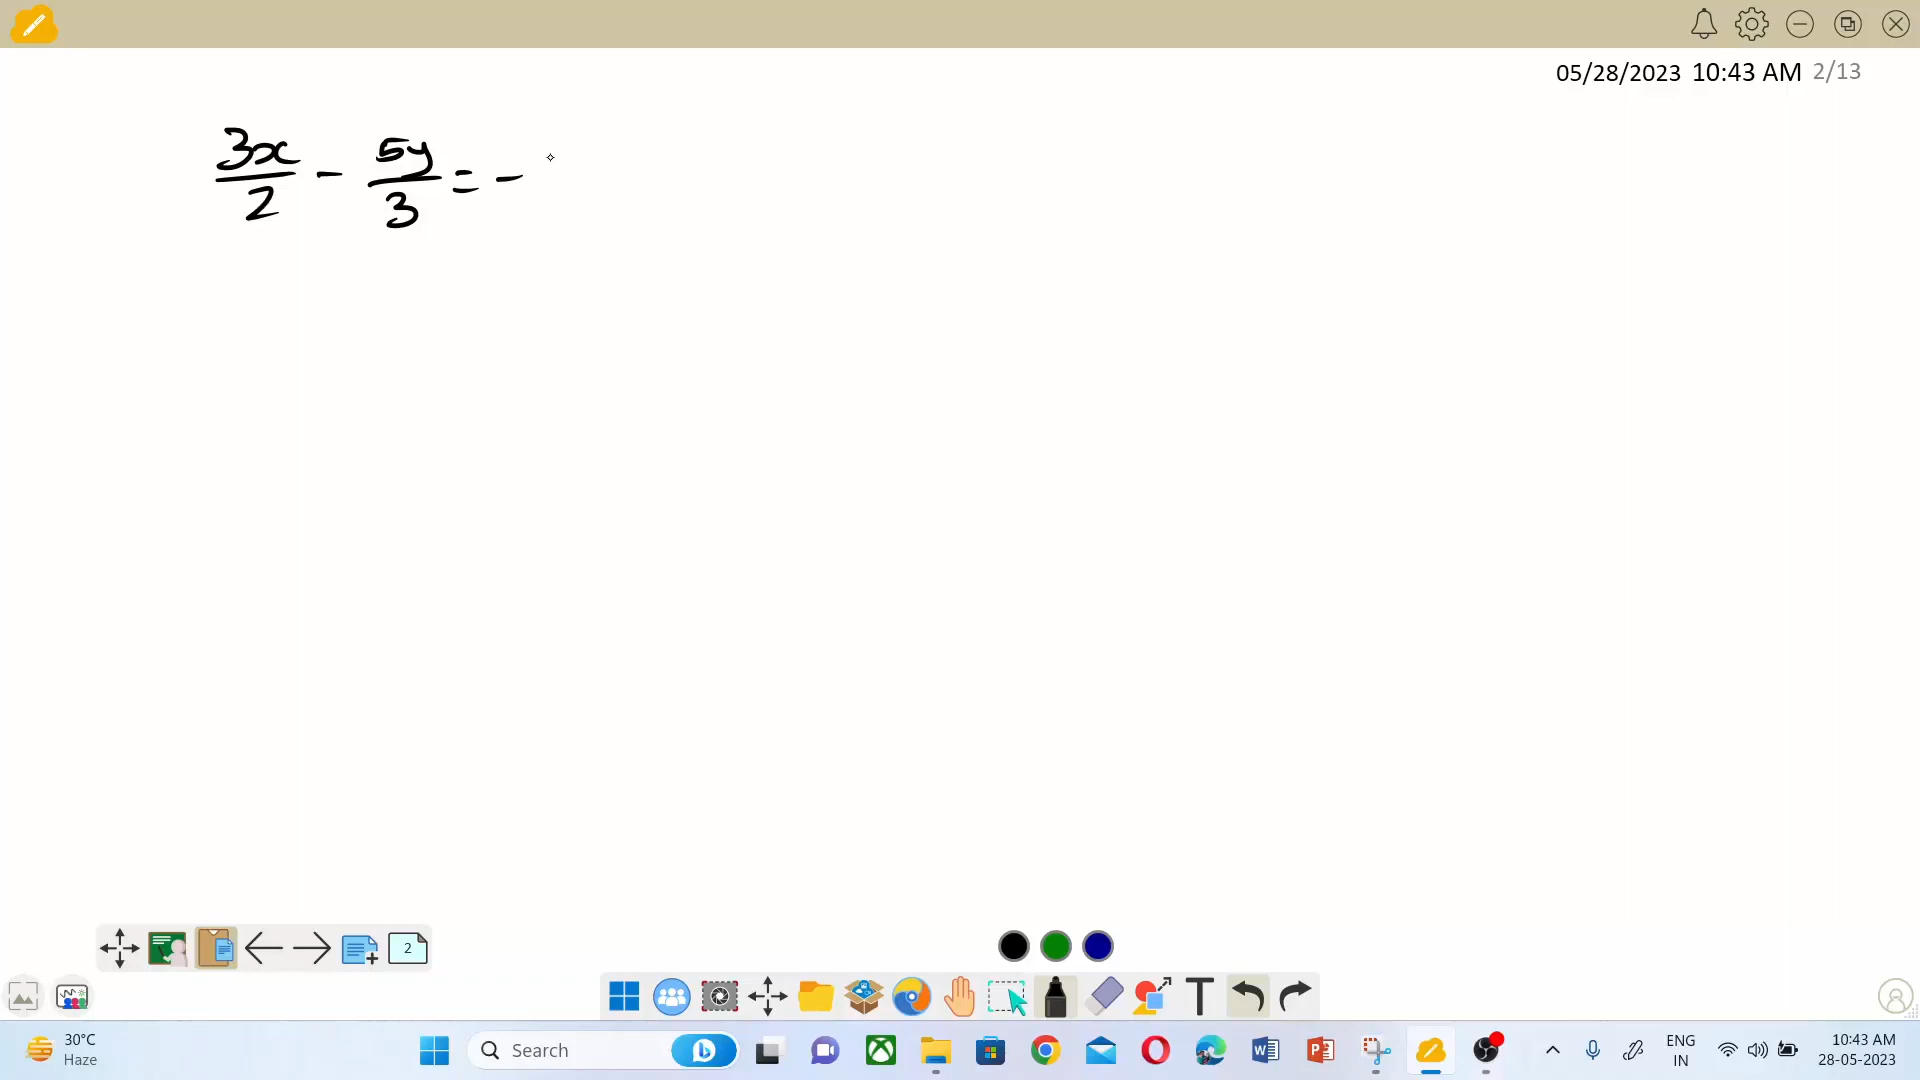 05/28/2023 10:43 AM 2/13
3x/2 - 5y/3 = -
2
T
30°C
Haze
Search
ENG
IN
10:43 AM
28-05-2023